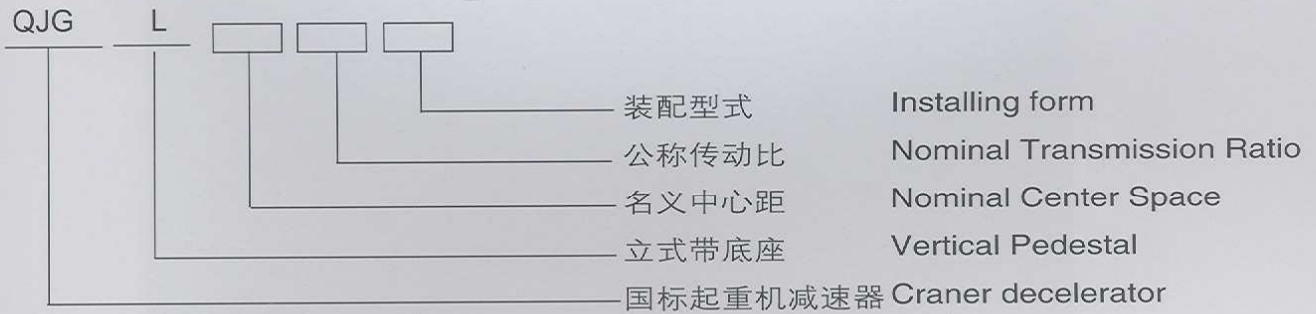 QJG L
装配型式 Installing form
公称传动比 Nominal Transmission Ratio
名义中心距 Nominal Center Space
立式带底座 Vertical Pedestal
国标起重机减速器 Craner decelerator